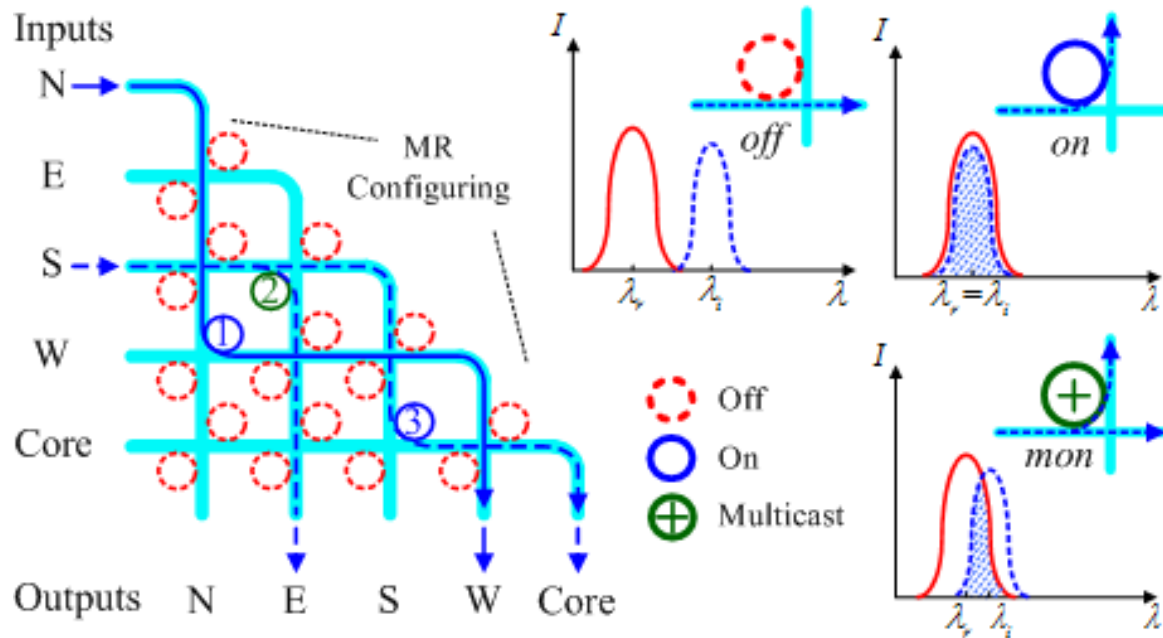 Inputs
N
E
S
W
Core
1
2
3
MR
Configuring
Outputs N E S W Core
I
off
λr λi λ
I
on
λr = λi λ
Off
On
Multicast
I
mon
λr λi λ